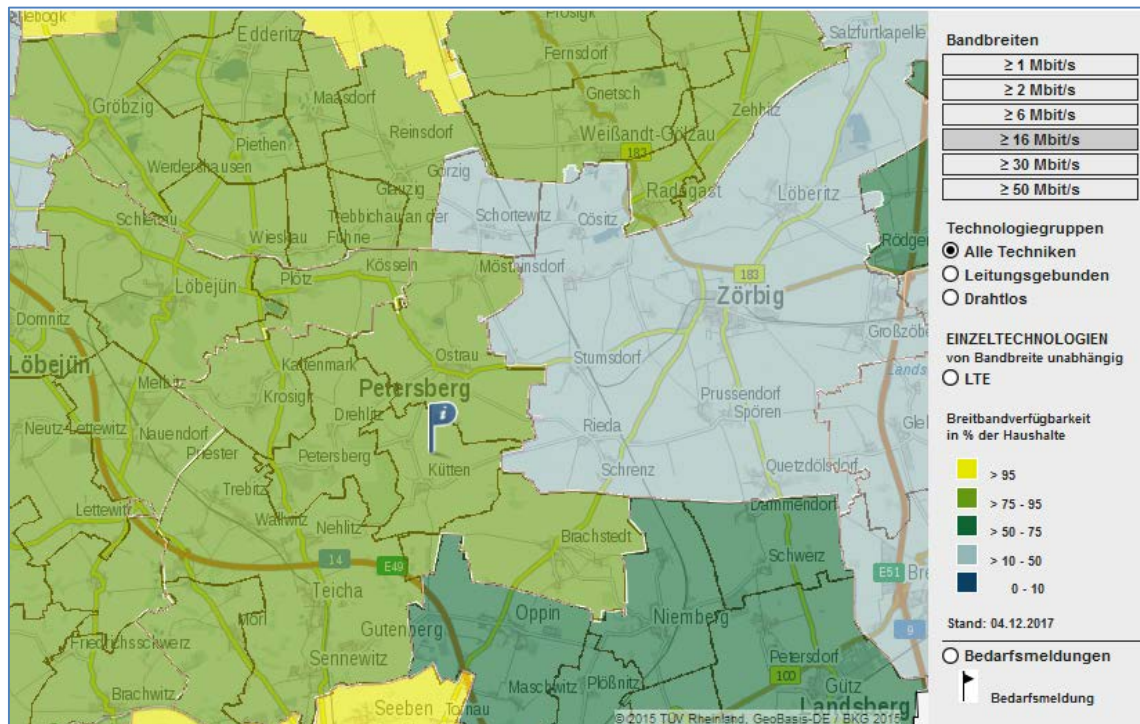 Edderitz
Prosigk
Salzfurtkapelle
Fernsdorf
Gröbzig
Maasdorf
Gnetsch
Zehbitz
Reinsdorf
Weißandt-Gölzau
Piethen
183
Werdershausen
Görzig
Glauzig
Radegast
Löberitz
Schortewitz
Cösitz
Trebbichau an der
Fuhne
Wieskau
Kösseln
Plötz
183
Löbejün
Zörbig
Domnitz
Löbejün
Ostrau
Stumsdorf
Kaltenmark
Petersberg
Krosigk
Prussendorf
Spören
Drehlitz
Rieda
Neutz-Lettewitz
Nauendorf
Priester
Petersberg
Kütten
Schrenz
Quetzdölsdorf
Trebitz
Lettewitz
Wallwitz
Nehlitz
Dammendorf
Brachstedt
Schwerz
14
E49
E51
Teicha
Oppin
Niemberg
Gutenberg
9
Friedrichsschwerz
Sennewitz
Petersdorf
100
Brachwitz
Maschwitz
Plößnitz
Gütz
Seeben
Tornau
Landsberg
© 2015 TÜV Rheinland, GeoBasis-DE / BKG 2015
Bandbreiten
≥ 1 Mbit/s
≥ 2 Mbit/s
≥ 6 Mbit/s
≥ 16 Mbit/s
≥ 30 Mbit/s
≥ 50 Mbit/s
Technologiegruppen
Alle Techniken
Leitungsgebunden
Drahtlos
EINZELTECHNOLOGIEN
von Bandbreite unabhängig
LTE
Breitbandverfügbarkeit
in % der Haushalte
> 95
> 75 - 95
> 50 - 75
> 10 - 50
0 - 10
Stand: 04.12.2017
Bedarfsmeldungen
Bedarfsmeldung